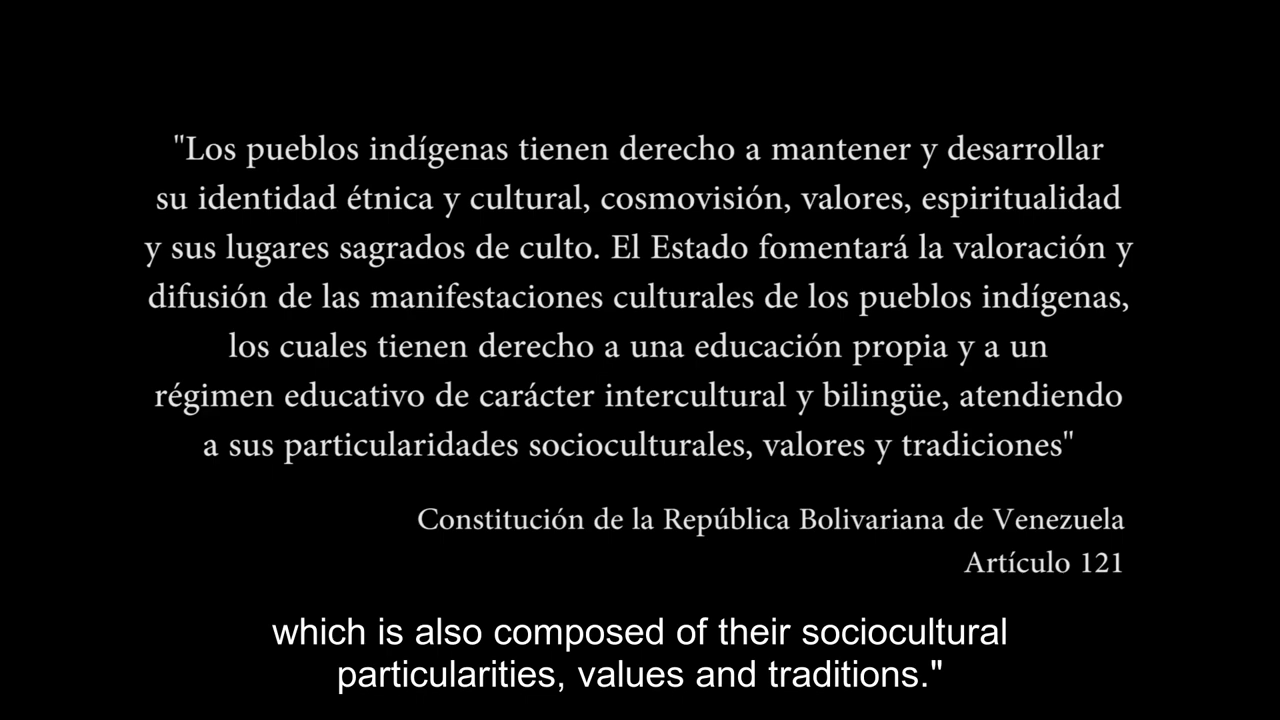 "Los pueblos indígenas tienen derecho a mantener y desarrollar
su identidad étnica y cultural, cosmovisión, valores, espiritualidad
y sus lugares sagrados de culto. El Estado fomentará la valoración y
difusión de las manifestaciones culturales de los pueblos indígenas,
los cuales tienen derecho a una educación propia y a un
régimen educativo de carácter intercultural y bilingüe, atendiendo
a sus particularidades socioculturales, valores y tradiciones"
Constitución de la República Bolivariana de Venezuela
Artículo 121
which is also composed of their sociocultural
particularities, values and traditions."